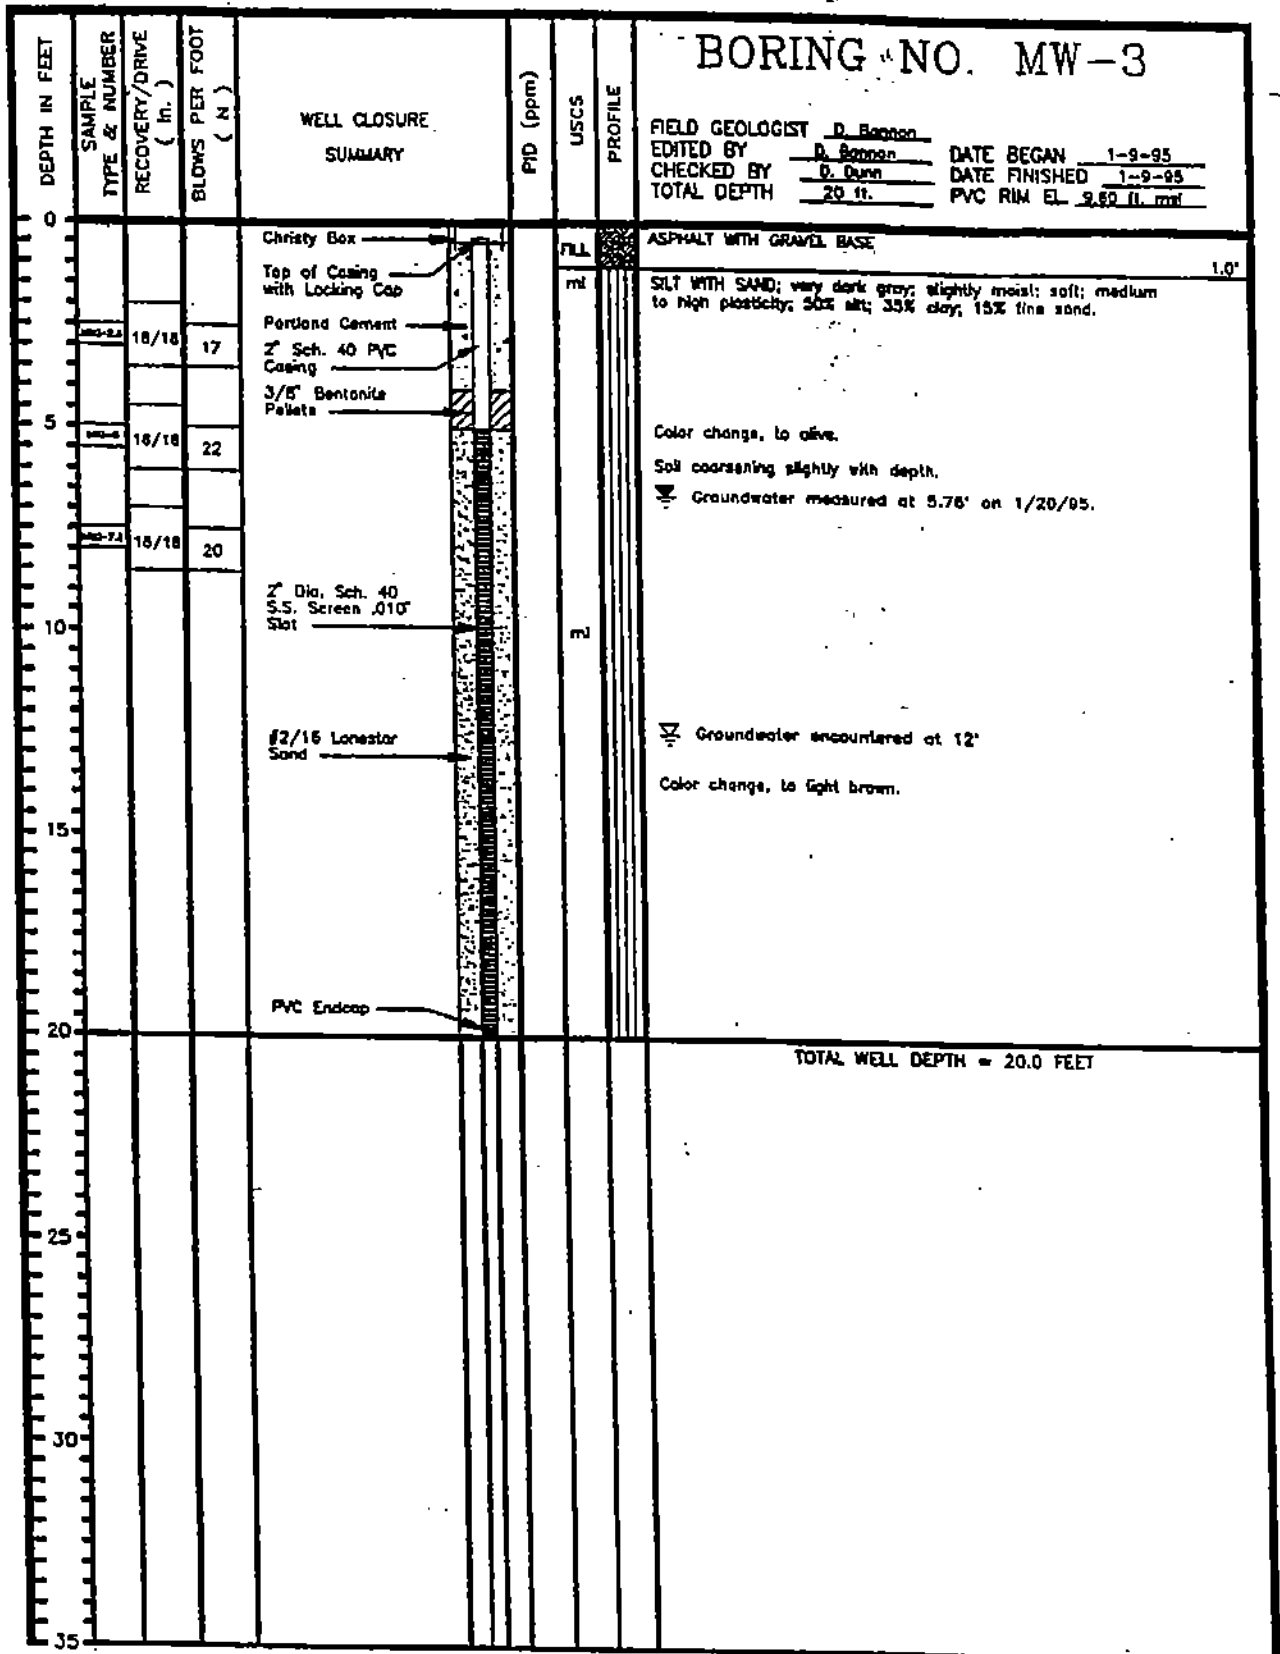 BORING NO. MW-3
DEPTH IN FEET
SAMPLE
TYPE & NUMBER
RECOVERY/DRIVE
( In. )
BLOWS PER FOOT
( N )
WELL CLOSURE
SUMMARY
PID (ppm)
USCS
PROFILE
FIELD GEOLOGIST D. Bannon
EDITED BY D. Bannon
CHECKED BY D. Dunn
TOTAL DEPTH 20 ft.
DATE BEGAN 1-9-95
DATE FINISHED 1-9-95
PVC RIM EL. 9.60 ft. msl
0
Christy Box
FILL
ASPHALT WITH GRAVEL BASE
1.0'
Top of Casing
with Locking Cap
ml
SILT WITH SAND; very dark gray; slightly moist; soft; medium
to high plasticity; 50% silt; 35% clay; 15% fine sand.
Portland Cement
18/18
17
2" Sch. 40 PVC
Casing
3/8" Bentonite
Pellets
5
18/18
22
Color change, to olive.
Soil coarsening slightly with depth.
Groundwater measured at 5.76' on 1/20/95.
18/18
20
2" Dia. Sch. 40
S.S. Screen .010"
Slot
10
ml
#2/16 Lonestar
Sand
Groundwater encountered at 12'
Color change, to light brown.
15
PVC Endcap
20
TOTAL WELL DEPTH = 20.0 FEET
25
30
35